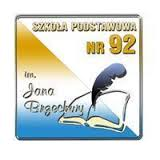 SZKOŁA PODSTAWOWA
NR 92
im.
Jana
Brzechwy